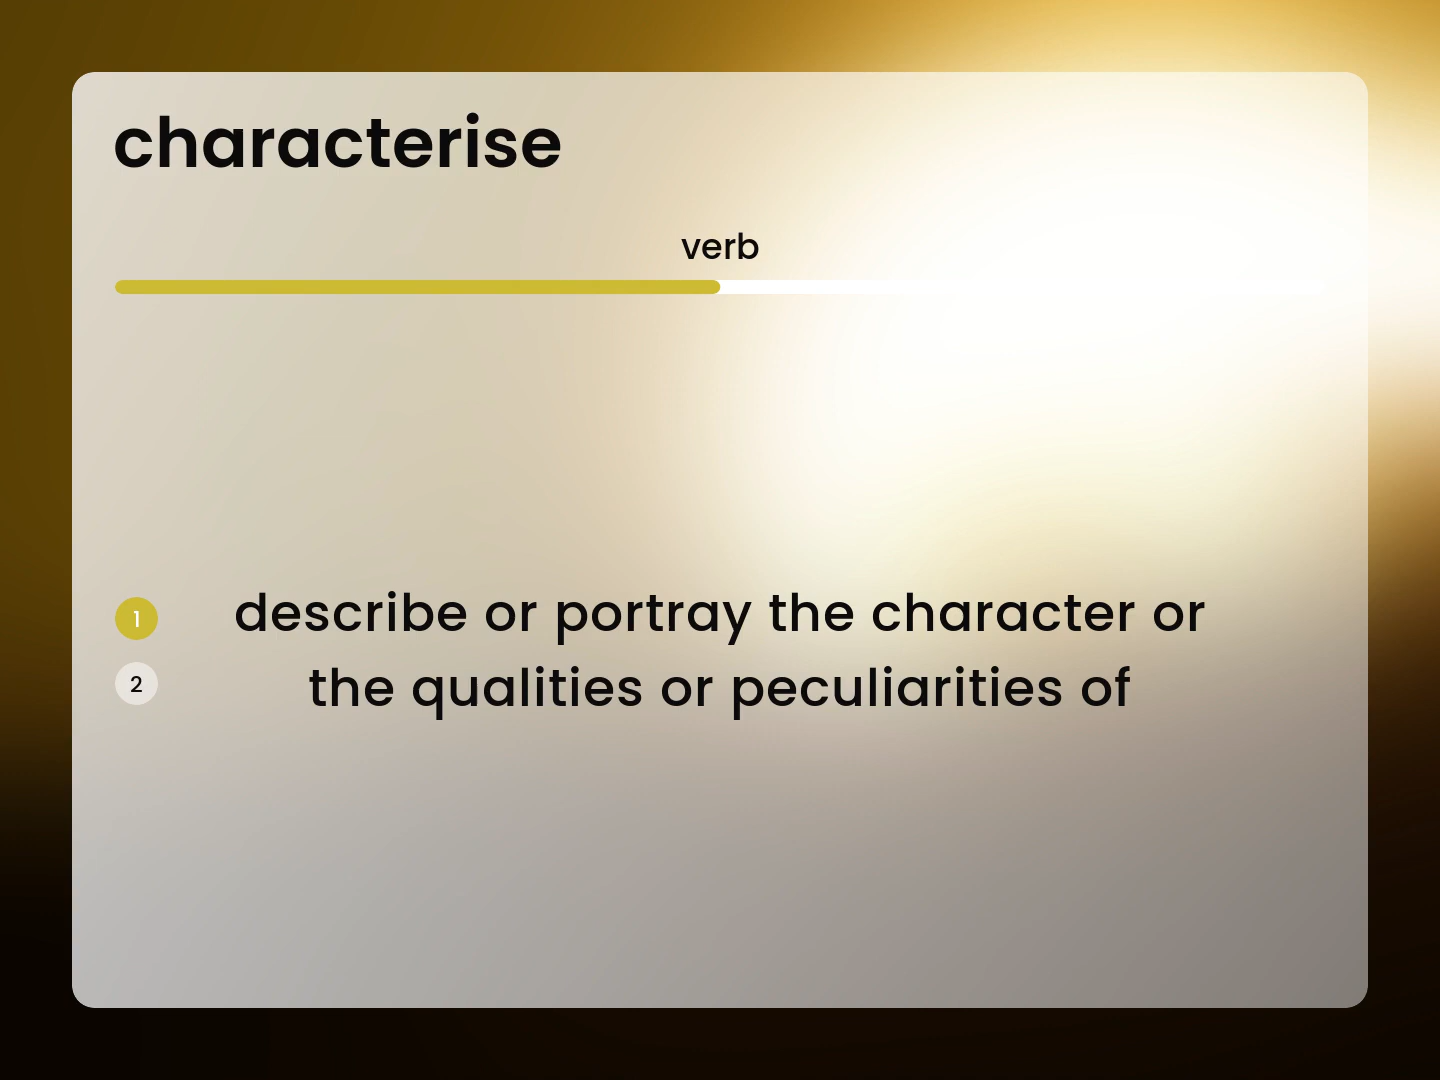 characterise
verb
1
describe or portray the character or
2
the qualities or peculiarities of